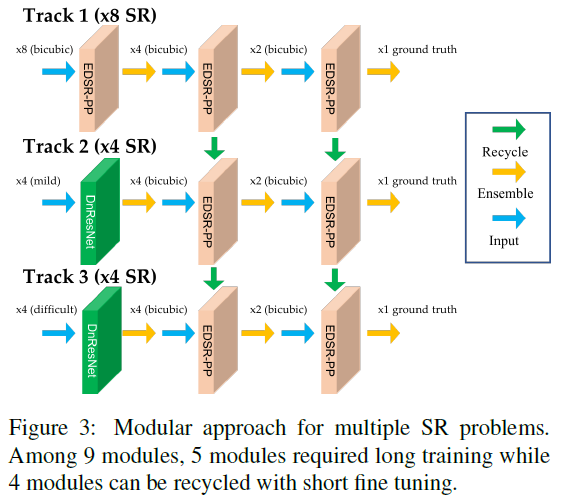 Track 1 (x8 SR)
x8 (bicubic) x4 (bicubic) x2 (bicubic) x1 ground truth
EDSR-PP EDSR-PP EDSR-PP
Track 2 (x4 SR)
x4 (mild) x4 (bicubic) x2 (bicubic) x1 ground truth
DnResNet EDSR-PP EDSR-PP
Track 3 (x4 SR)
x4 (difficult) x4 (bicubic) x2 (bicubic) x1 ground truth
DnResNet EDSR-PP EDSR-PP
Recycle
Ensemble
Input
Figure 3: Modular approach for multiple SR problems.
Among 9 modules, 5 modules required long training while
4 modules can be recycled with short fine tuning.